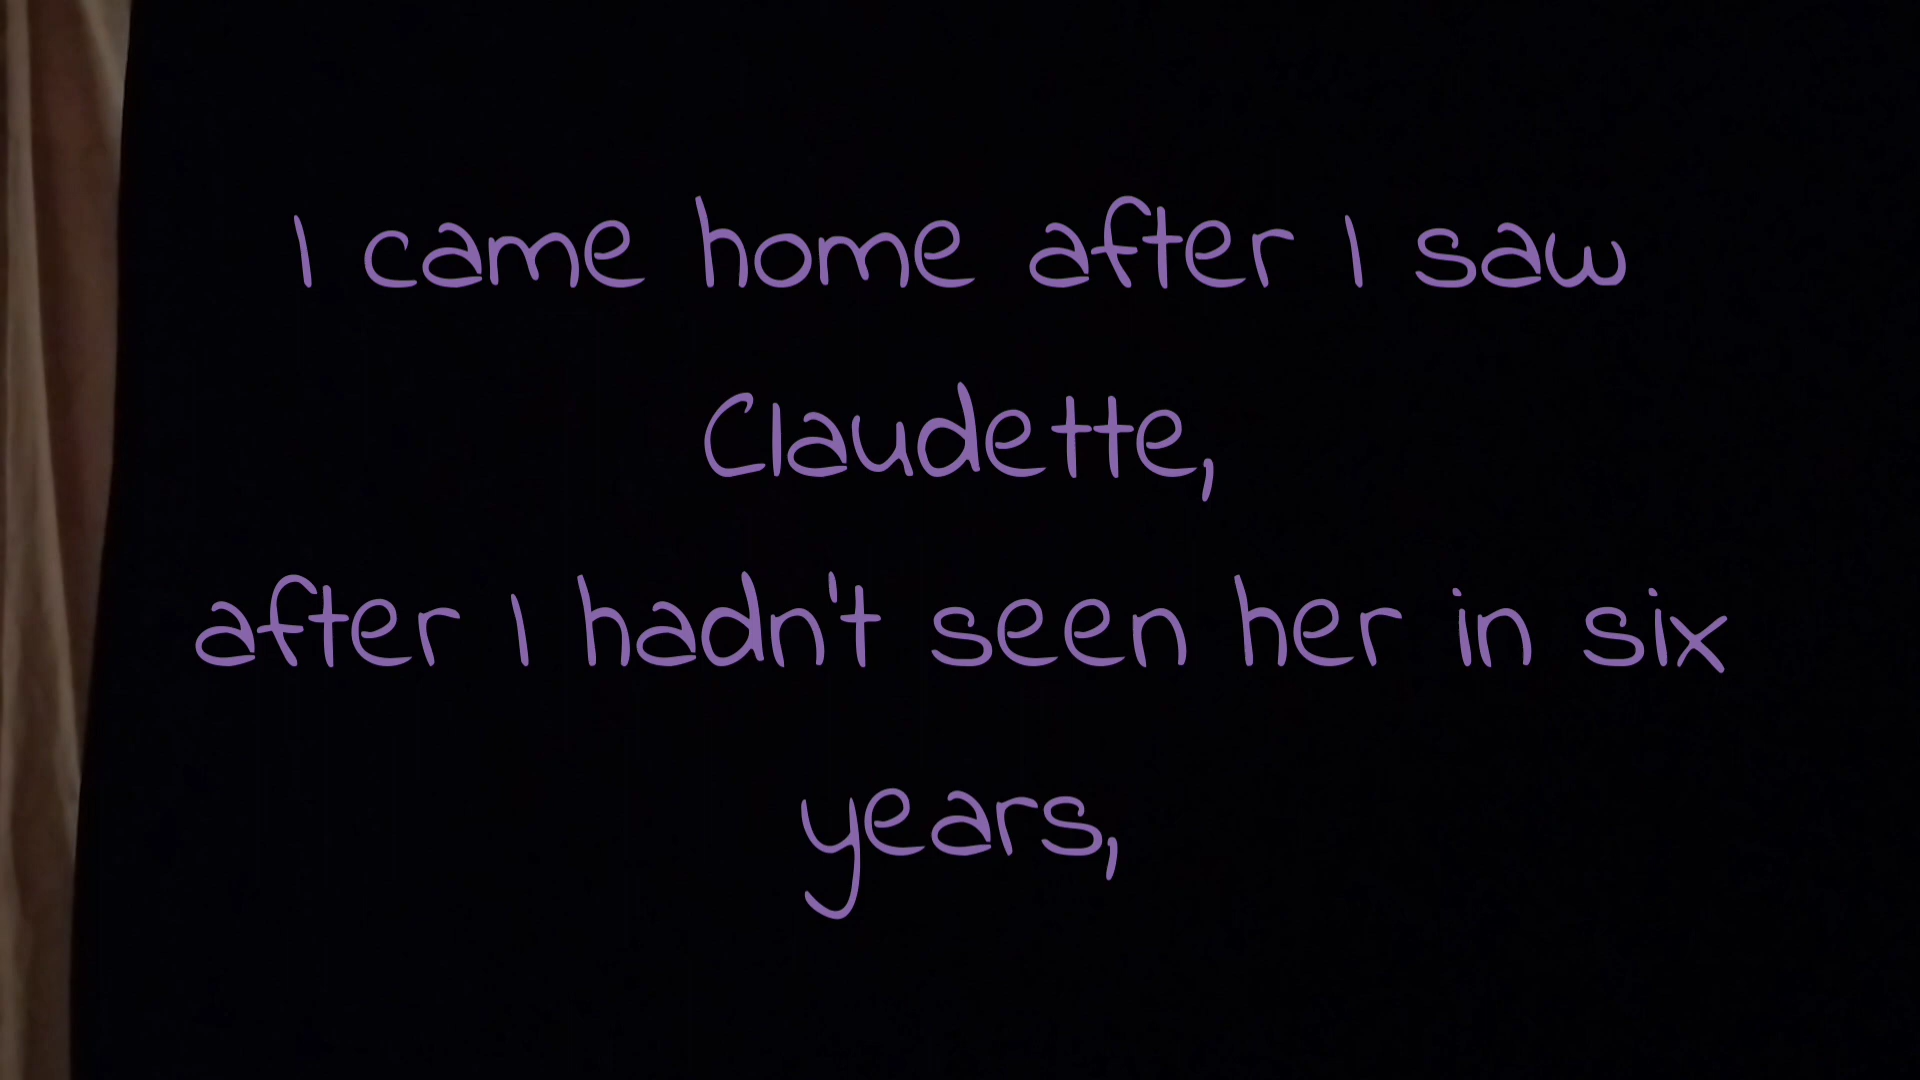 I came home after I saw
Claudette,
after I hadn't seen her in six
years,